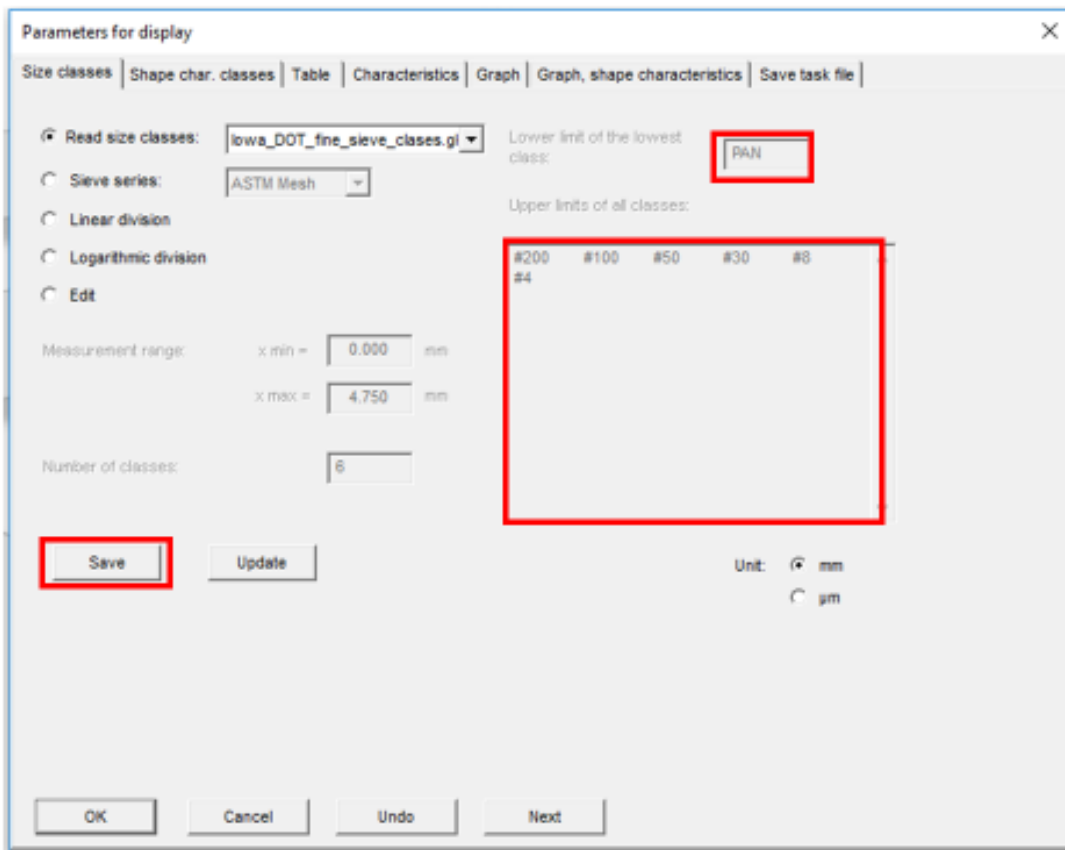 Parameters for display
Size classes Shape char. classes Table Characteristics Graph Graph, shape characteristics Save task file
Read size classes: Iowa_DOT_fine_sieve_clases.gl
Sieve series: ASTM Mesh
Linear division
Logarithmic division
Edit
Measurement range: x min = 0.000 mm
x max = 4.750 mm
Number of classes: 6
Lower limit of the lowest
class: PAN
Upper limits of all classes:
#200 #100 #50 #30 #8
#4
Save Update
Unit: mm
µm
OK Cancel Undo Next